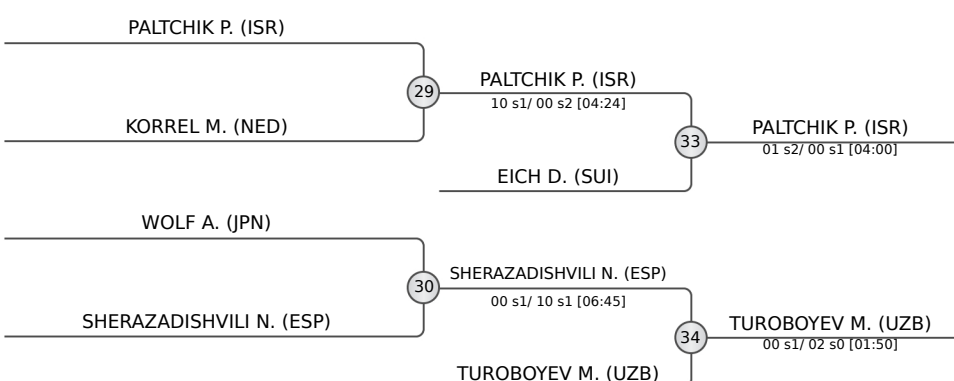 PALTCHIK P. (ISR)
29
KORREL M. (NED)
PALTCHIK P. (ISR)
10 s1/ 00 s2 [04:24]
33
EICH D. (SUI)
PALTCHIK P. (ISR)
01 s2/ 00 s1 [04:00]
WOLF A. (JPN)
30
SHERAZADISHVILI N. (ESP)
SHERAZADISHVILI N. (ESP)
00 s1/ 10 s1 [06:45]
34
TUROBOYEV M. (UZB)
TUROBOYEV M. (UZB)
00 s1/ 02 s0 [01:50]